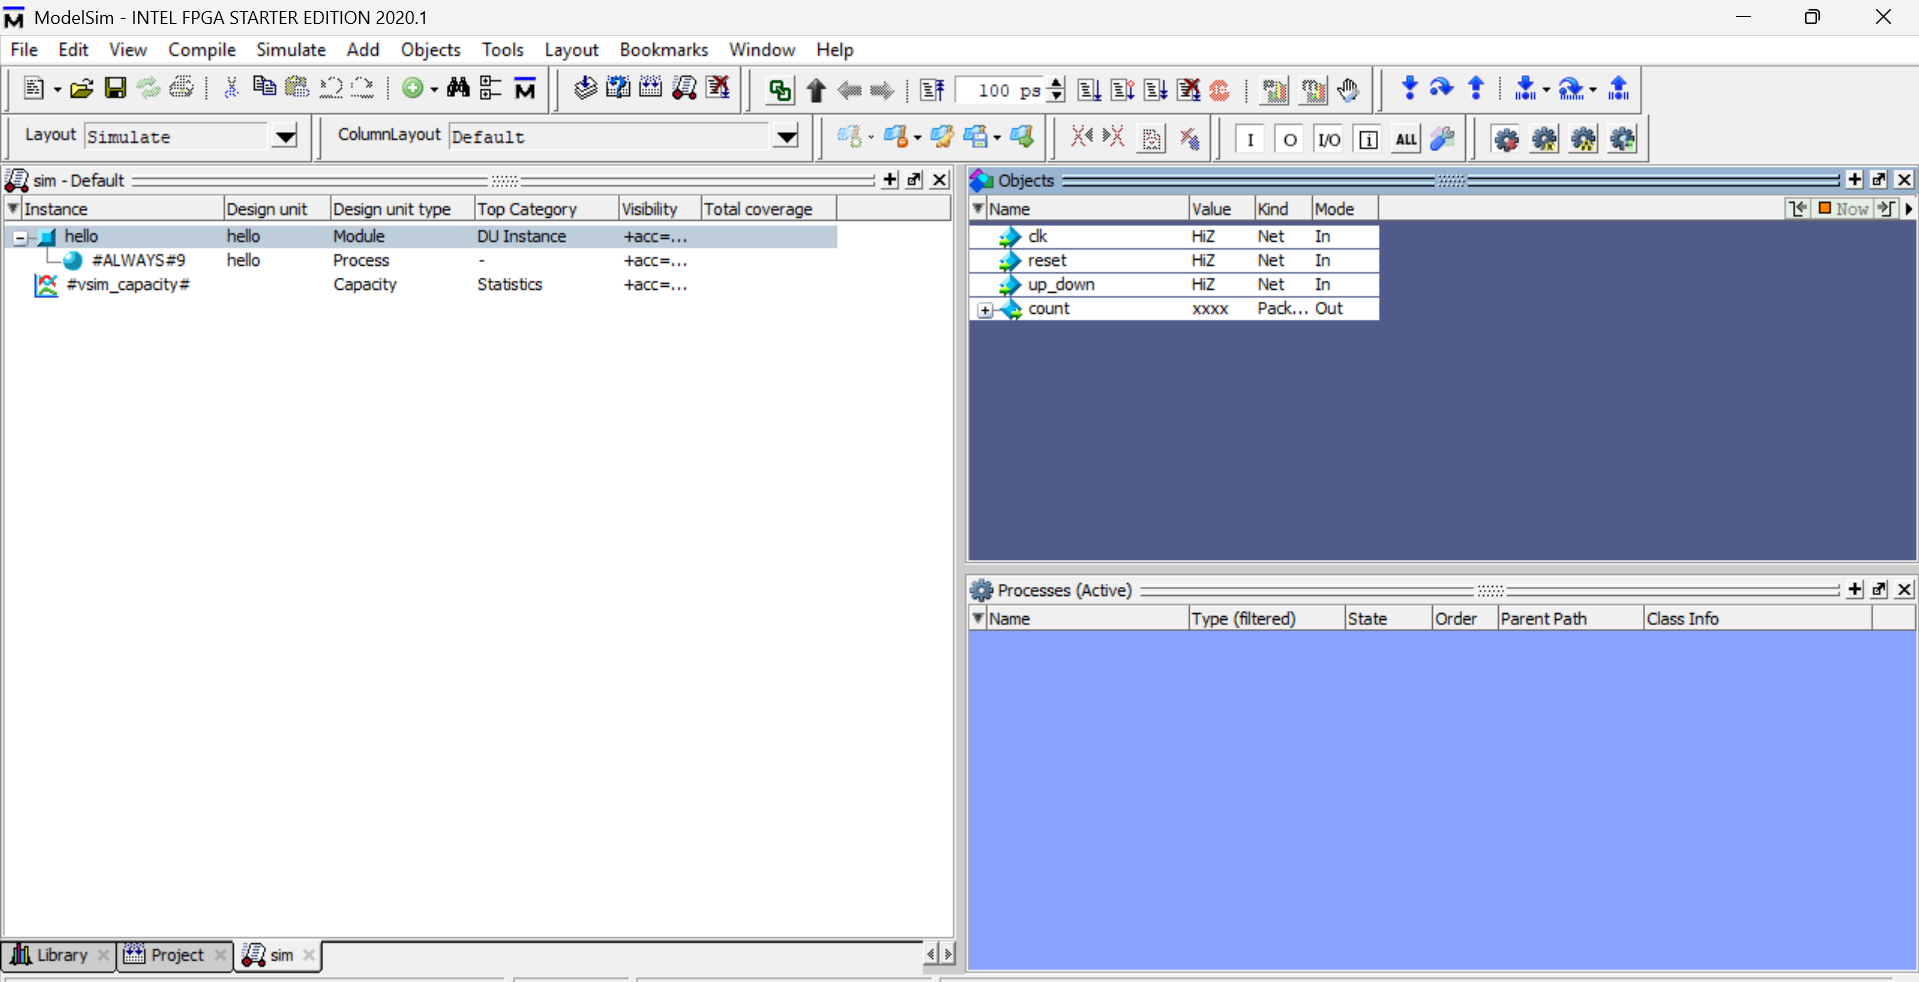 ModelSim - INTEL FPGA STARTER EDITION 2020.1
File Edit View Compile Simulate Add Objects Tools Layout Bookmarks Window Help
100 ps
Layout Simulate ColumnLayout Default I O I/O i ALL
sim - Default
Instance Design unit Design unit type Top Category Visibility Total coverage
hello hello Module DU Instance +acc=...
#ALWAYS#9 hello Process - +acc=...
#vsim_capacity# Capacity Statistics +acc=...
Library Project sim
Objects
Name Value Kind Mode Now
clk HiZ Net In
reset HiZ Net In
up_down HiZ Net In
count xxxx Pack... Out
Processes (Active)
Name Type (filtered) State Order Parent Path Class Info